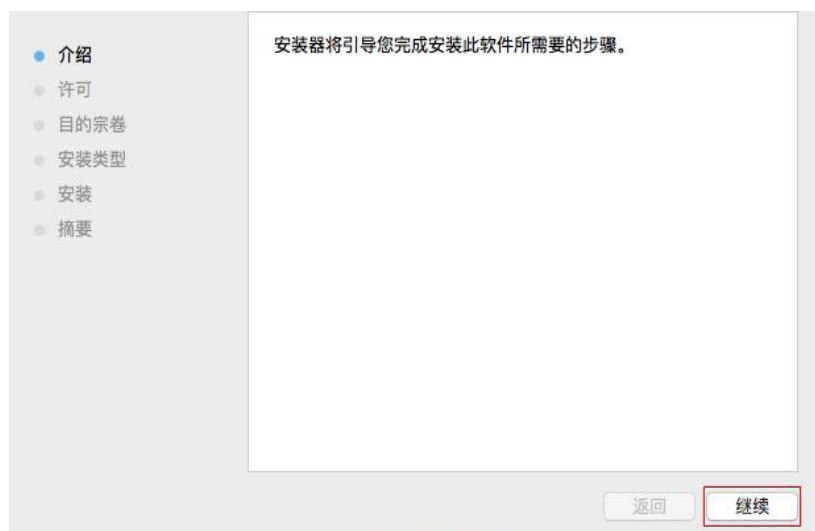 介绍
许可
目的宗卷
安装类型
安装
摘要
安装器将引导您完成安装此软件所需要的步骤。
返回
继续